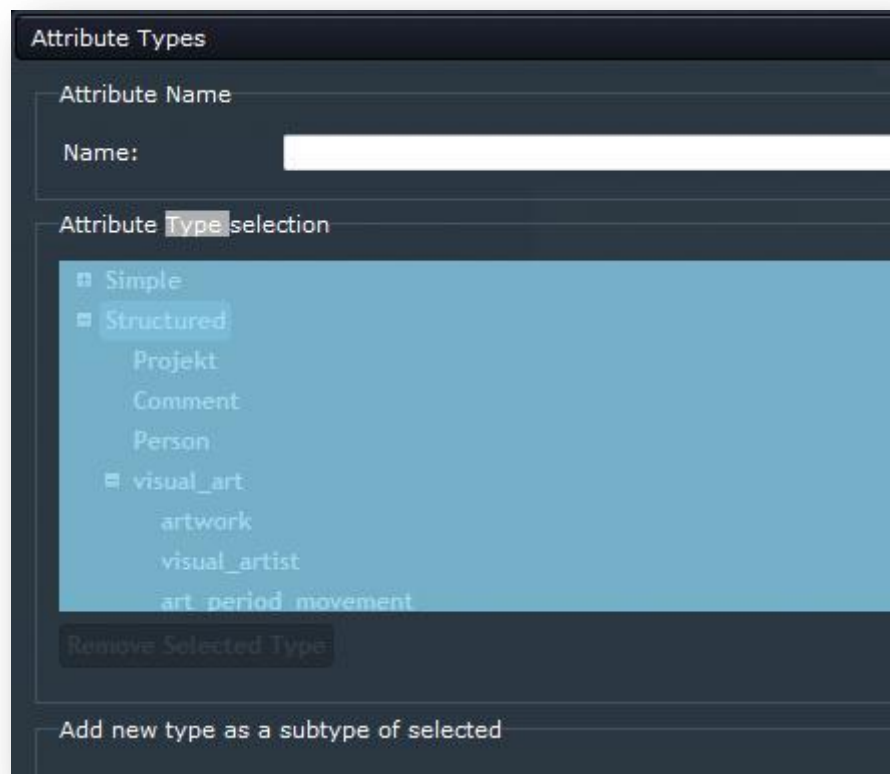 Attribute Types
Attribute Name
Name:
Attribute Type selection
Simple
Structured
Projekt
Comment
Person
visual_art
artwork
visual_artist
art_period_movement
Remove Selected Type
Add new type as a subtype of selected